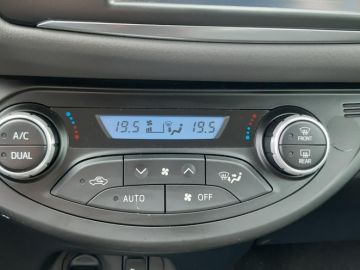 19.5 19.5
A/C
DUAL
FRONT
REAR
AUTO
OFF